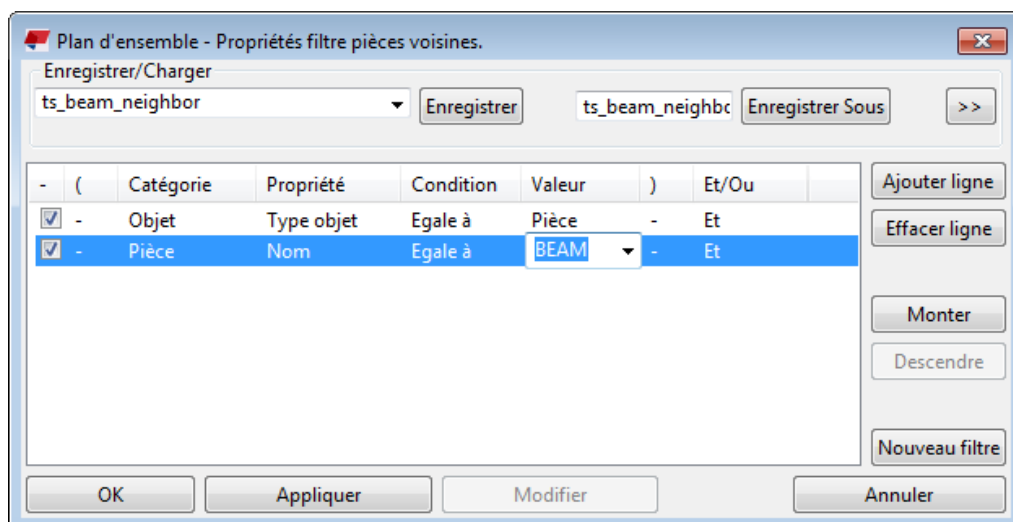 Plan d'ensemble - Propriétés filtre pièces voisines.
Enregistrer/Charger
ts_beam_neighbor Enregistrer ts_beam_neighbo Enregistrer Sous >>
- ( Catégorie Propriété Condition Valeur ) Et/Ou
- Objet Type objet Egale à Pièce - Et
- Pièce Nom Egale à BEAM - Et
Ajouter ligne
Effacer ligne
Monter
Descendre
Nouveau filtre
OK Appliquer Modifier Annuler